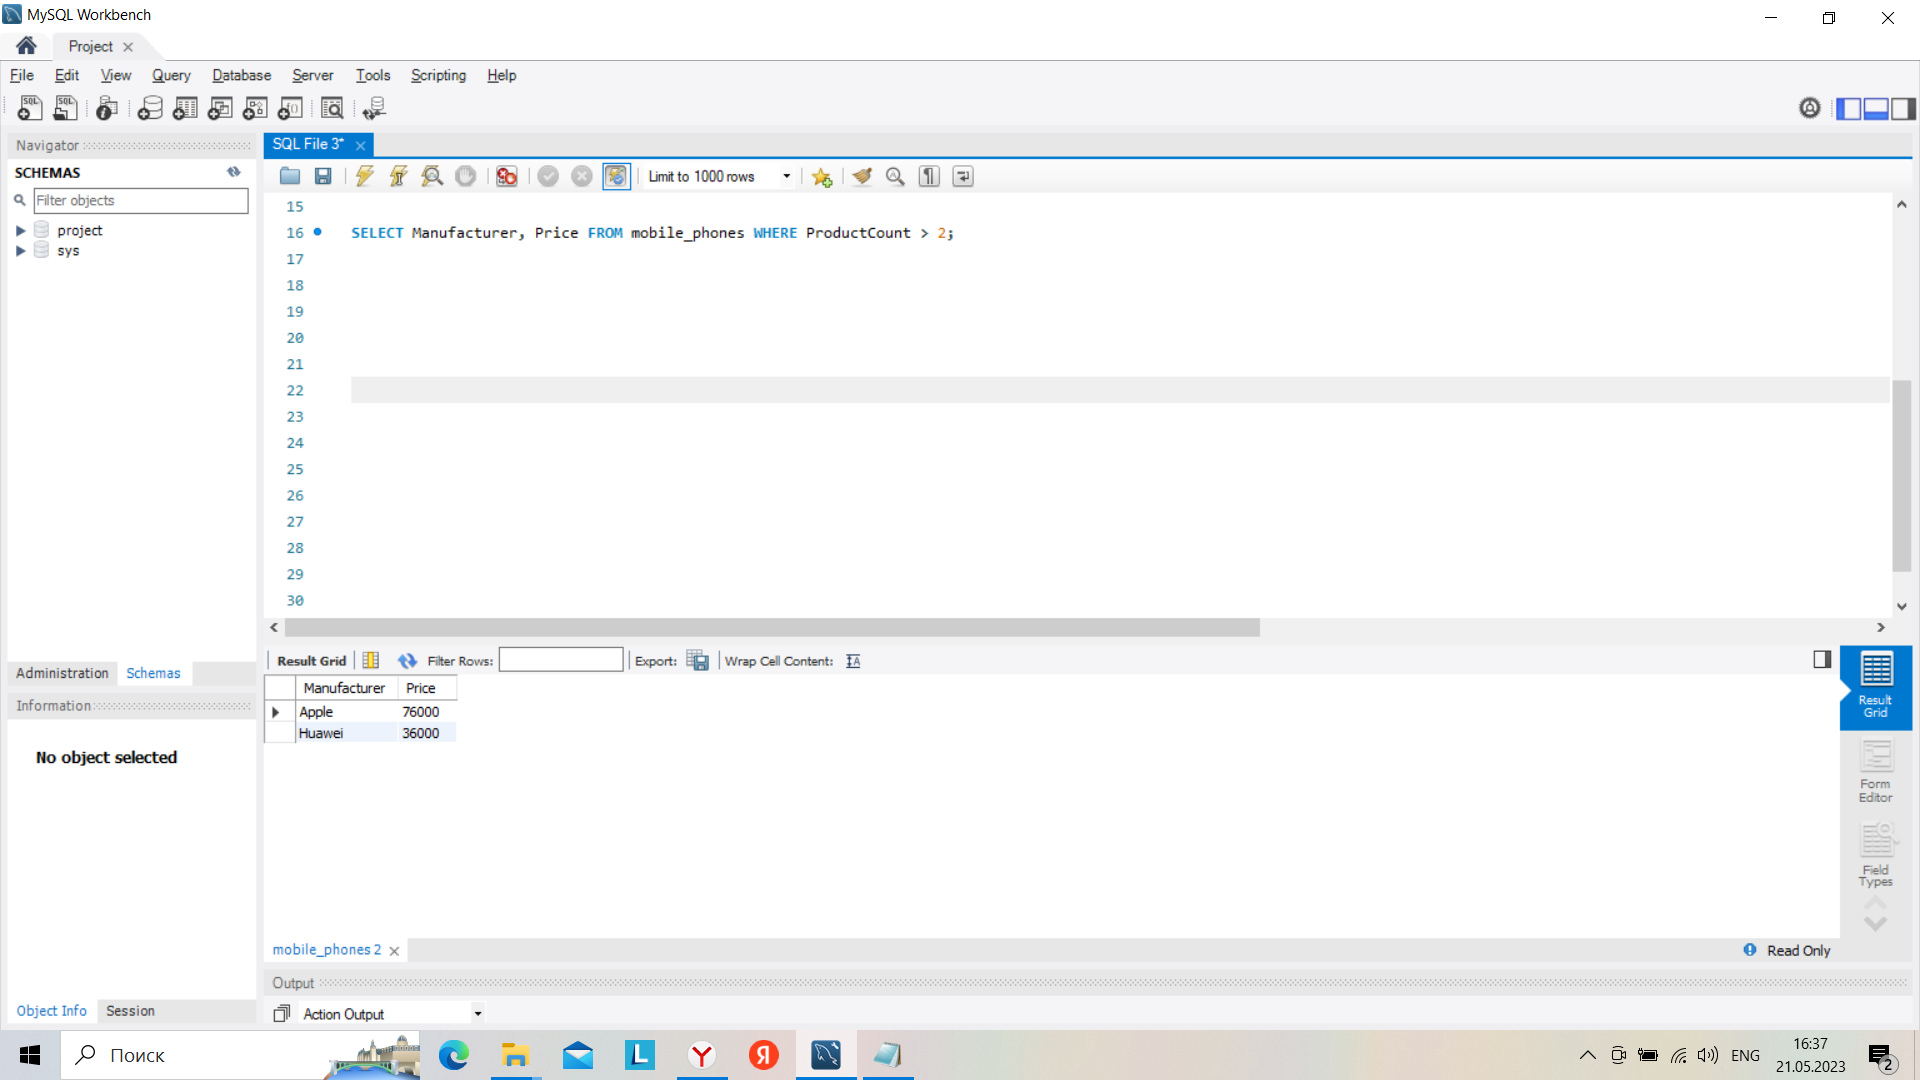 MySQL Workbench
Project
File Edit View Query Database Server Tools Scripting Help
Navigator
SCHEMAS
Filter objects
project
sys
Administration Schemas
Information
No object selected
Object Info Session
SQL File 3*
Limit to 1000 rows
15
16 SELECT Manufacturer, Price FROM mobile_phones WHERE ProductCount > 2;
17
18
19
20
21
22
23
24
25
26
27
28
29
30
Result Grid Filter Rows: Export: Wrap Cell Content:
Manufacturer Price
Apple 76000
Huawei 36000
Result
Grid
Form
Editor
Field
Types
mobile_phones 2
Read Only
Output
Action Output
Поиск
ENG
16:37
21.05.2023
2